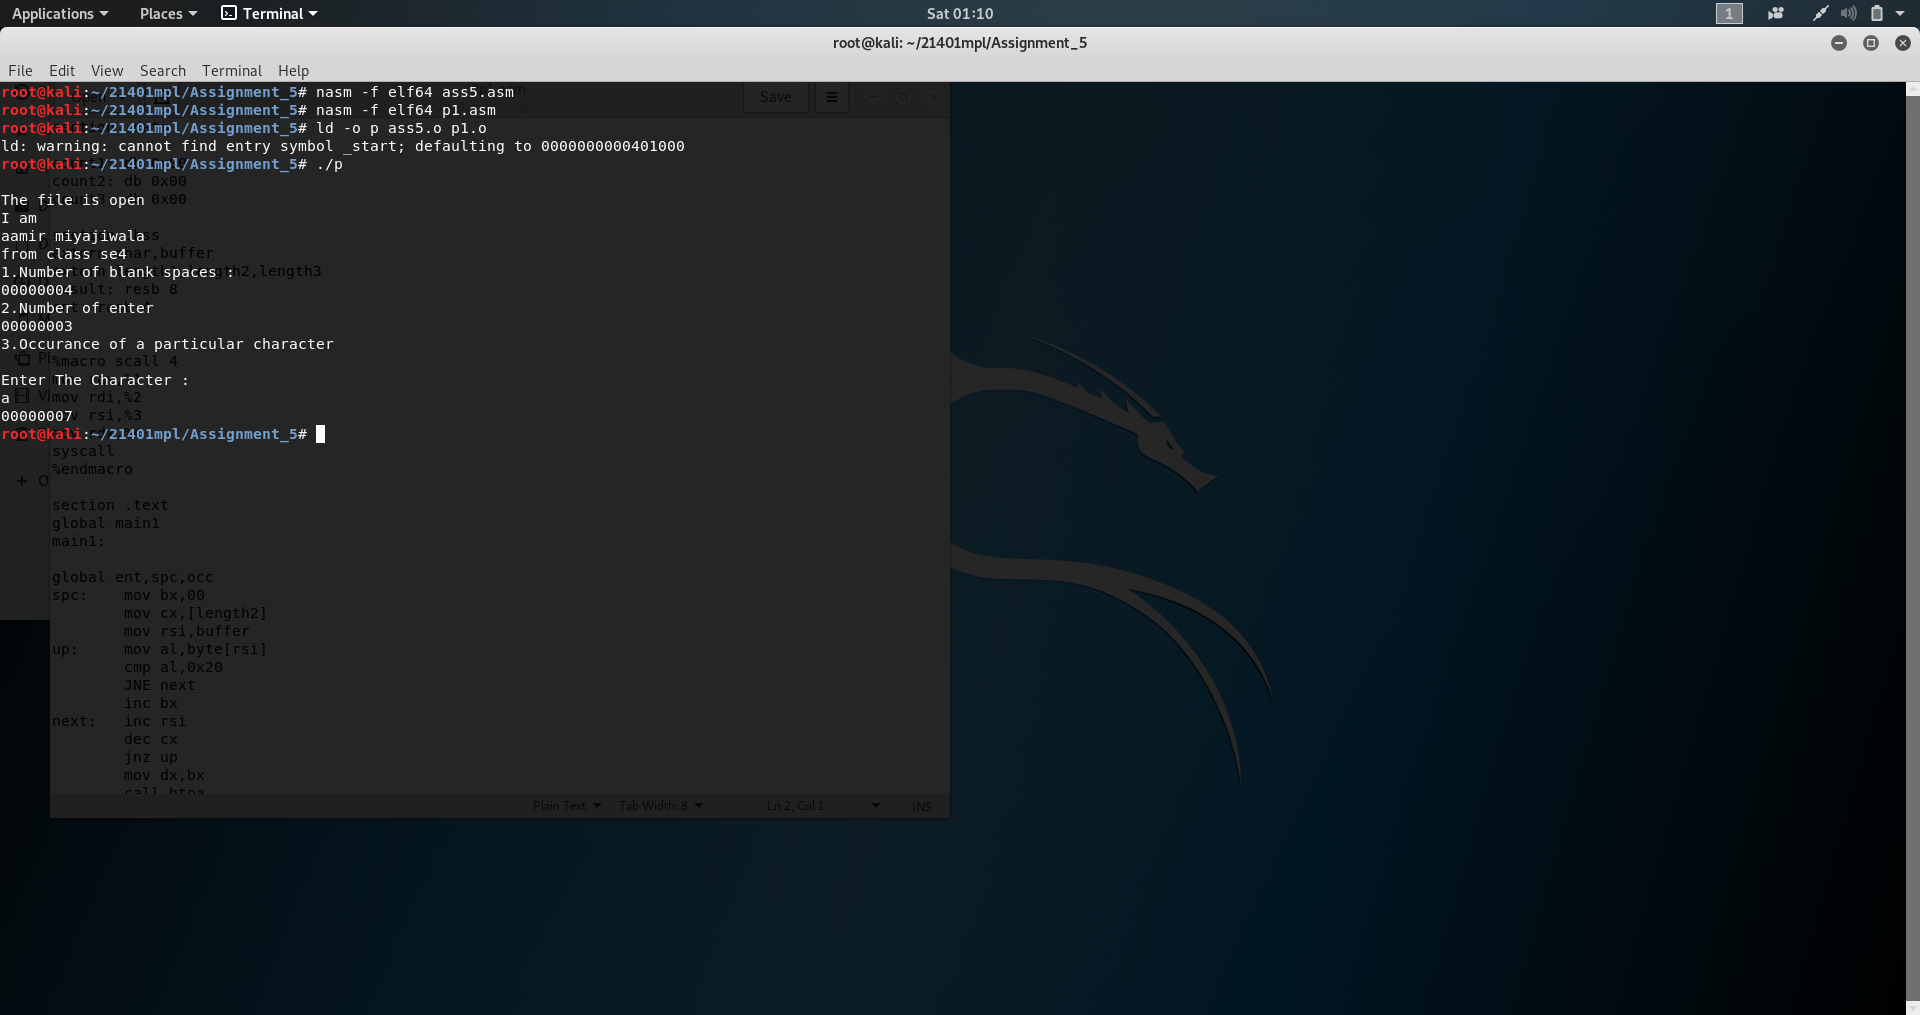 Applications Places Terminal Sat 01:10 1
root@kali: ~/21401mpl/Assignment_5
File Edit View Search Terminal Help
root@kali:~/21401mpl/Assignment_5# nasm -f elf64 ass5.asm
root@kali:~/21401mpl/Assignment_5# nasm -f elf64 p1.asm
root@kali:~/21401mpl/Assignment_5# ld -o p ass5.o p1.o
ld: warning: cannot find entry symbol _start; defaulting to 0000000000401000
root@kali:~/21401mpl/Assignment_5# ./p
The file is open
I am
aamir miyajiwala
from class se4
1.Number of blank spaces :
00000004
2.Number of enter
00000003
3.Occurance of a particular character
Enter The Character :
a
00000007
root@kali:~/21401mpl/Assignment_5#
Save
count2: db 0x00
0x00
buffer
length3
resb 8
%macro scall 4
mov rdi,%2
rsi,%3
syscall
%endmacro
section .text
global main1
main1:
global ent,spc,occ
spc: mov bx,00
mov cx,[length2]
mov rsi,buffer
up: mov al,byte[rsi]
cmp al,0x20
JNE next
inc bx
next: inc rsi
dec cx
jnz up
mov dx,bx
call htoa
Plain Text Tab Width: 8 Ln 2, Col 1 INS